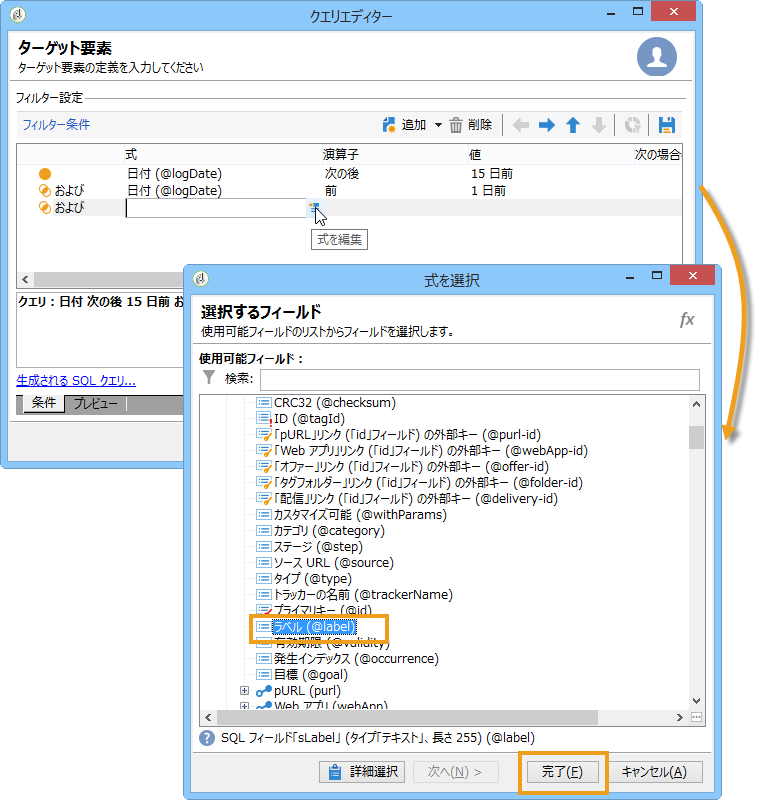 クエリエディター
ターゲット要素
ターゲット要素の定義を入力してください
フィルター設定
フィルター条件 追加 削除
式 演算子 値 次の場合
日付 (@logDate) 次の後 15 日前
および 日付 (@logDate) 前 1 日前
および
式を編集
クエリ : 日付 次の後 15 日前 お
生成される SQL クエリ...
条件 プレビュー
式を選択
選択するフィールド
使用可能フィールドのリストからフィールドを選択します。
fx
使用可能フィールド :
検索:
CRC32 (@checksum)
ID (@tagId)
「pURL」リンク (「id」フィールド) の外部キー (@purl-id)
「Web アプリ」リンク (「id」フィールド) の外部キー (@webApp-id)
「オファー」リンク (「id」フィールド) の外部キー (@offer-id)
「タグフォルダー」リンク (「id」フィールド) の外部キー (@folder-id)
「配信」リンク (「id」フィールド) の外部キー (@delivery-id)
カスタマイズ可能 (@withParams)
カテゴリ (@category)
ステージ (@step)
ソース URL (@source)
タイプ (@type)
トラッカーの名前 (@trackerName)
プライマリキー (@id)
ラベル (@label)
有効期限 (@validity)
発生インデックス (@occurrence)
目標 (@goal)
pURL (purl)
Web アプリ (webApp)
SQL フィールド「sLabel」 (タイプ「テキスト」、長さ 255) (@label)
詳細選択 次へ(N) > 完了(F) キャンセル(A)